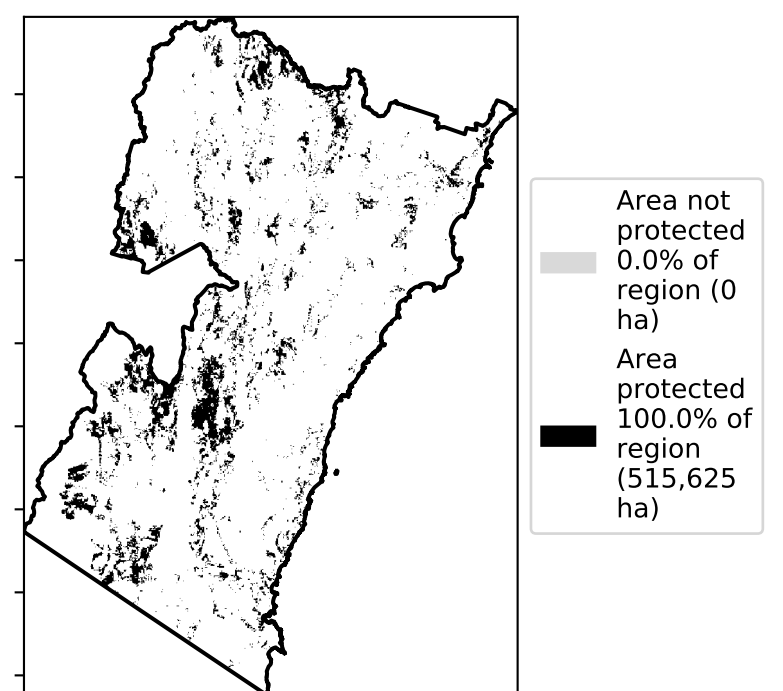 Area not
protected
0.0% of
region (0
ha)
Area
protected
100.0% of
region
(515,625
ha)